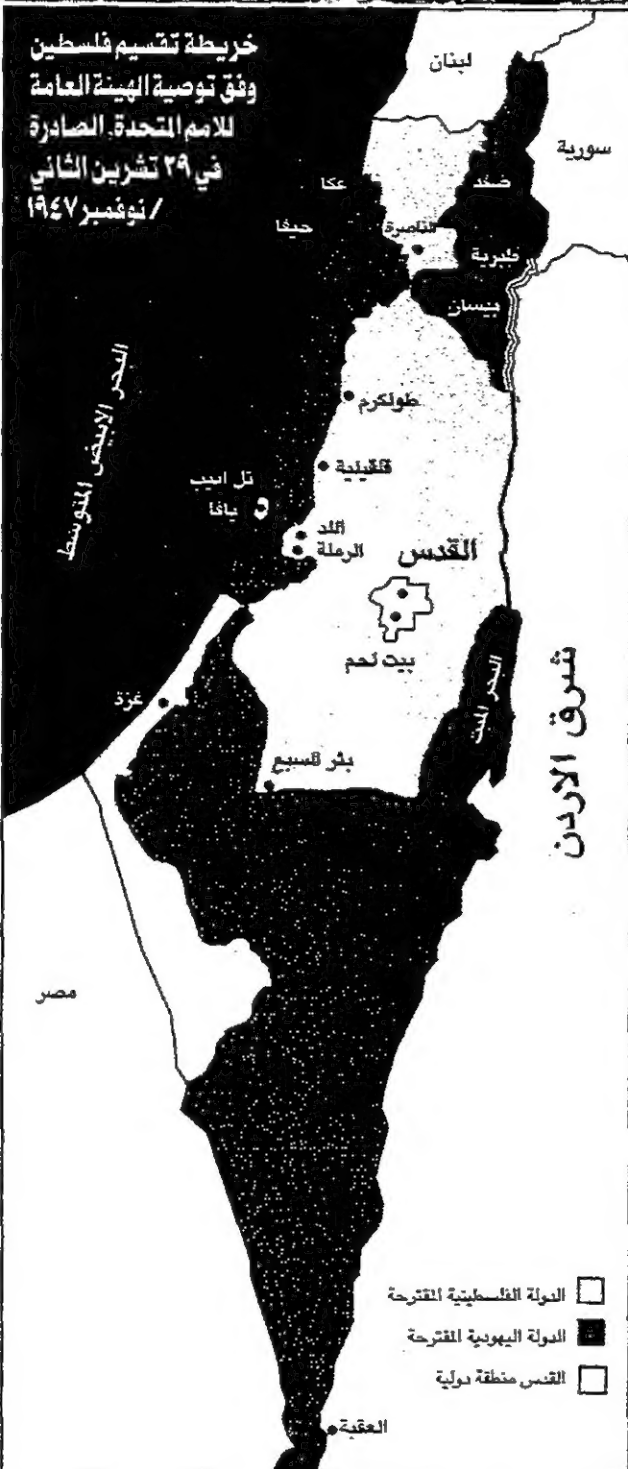 خريطة تقسيم فلسطين
وفق توصية الهيئة العامة
للامم المتحدة، الصادرة
في ٢٩ تشرين الثاني
/نوفمبر ١٩٤٧
لبنان
سورية
عكا
صفد
حيفا
الناصرة
طبرية
بيسان
البحر الابيض المتوسط
طولكرم
قلقيلية
تل ابيب
يافا
اللد
الرملة
القدس
بيت لحم
البحر الميت
شرق الاردن
غزة
بئر السبع
مصر
الدولة الفلسطينية المقترحة
الدولة اليهودية المقترحة
القدس منطقة دولية
العقبة